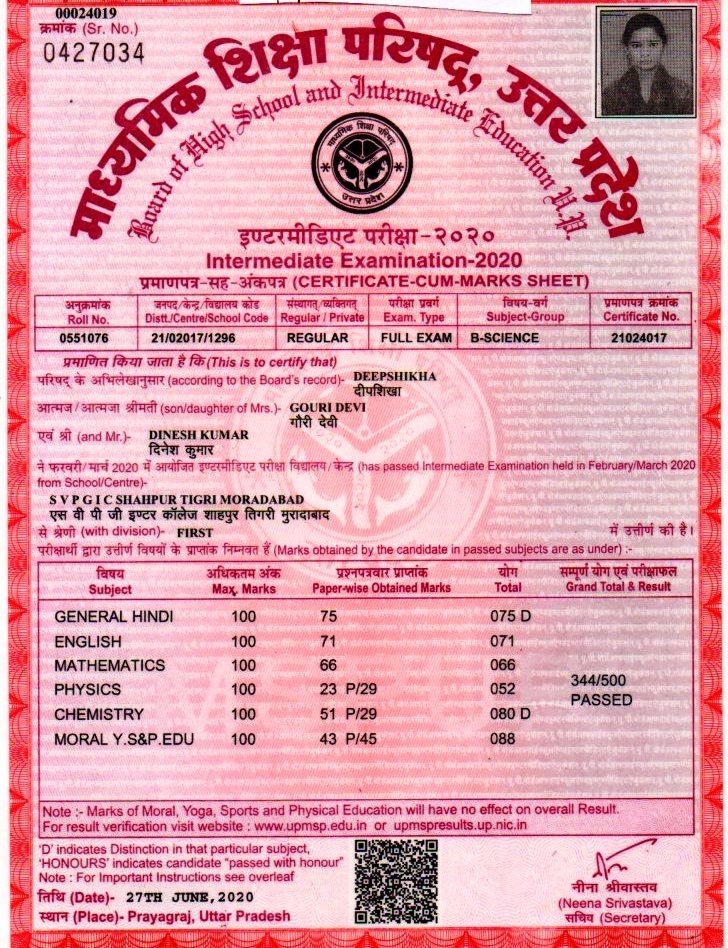 00024019
क्रमांक (Sr. No.)
0427034
माध्यमिक शिक्षा परिषद्, उत्तर प्रदेश
Board of High School and Intermediate Education U.P.
माध्यमिक शिक्षा परिषद
उत्तर प्रदेश
इण्टरमीडिएट परीक्षा-२०२०
Intermediate Examination-2020
प्रमाणपत्र-सह-अंकपत्र (CERTIFICATE-CUM-MARKS SHEET)
अनुक्रमांक जनपद/केन्द्र/विद्यालय कोड संस्थागत/व्यक्तिगत परीक्षा प्रवर्ग विषय-वर्ग प्रमाणपत्र क्रमांक
Roll No. Distt./Centre/School Code Regular / Private Exam. Type Subject-Group Certificate No.
0551076 21/02017/1296 REGULAR FULL EXAM B-SCIENCE 21024017
प्रमाणित किया जाता है कि (This is to certify that)
परिषद् के अभिलेखानुसार (according to the Board's record)- DEEPSHIKHA
दीपशिखा
आत्मज/आत्मजा श्रीमती (son/daughter of Mrs.)- GOURI DEVI
गौरी देवी
एवं श्री (and Mr.)- DINESH KUMAR
दिनेश कुमार
ने फरवरी/मार्च 2020 में आयोजित इण्टरमीडिएट परीक्षा विद्यालय/केन्द्र (has passed Intermediate Examination held in February/March 2020
from School/Centre)-
S V P G I C SHAHPUR TIGRI MORADABAD
एस वी पी जी इण्टर कॉलेज शाहपुर तिगरी मुरादाबाद
से श्रेणी (with division)- FIRST में उत्तीर्ण की है।
परीक्षार्थी द्वारा उत्तीर्ण विषयों के प्राप्तांक निम्नवत हैं (Marks obtained by the candidate in passed subjects are as under) :-
विषय अधिकतम अंक प्रश्नपत्रवार प्राप्तांक योग सम्पूर्ण योग एवं परीक्षाफल
Subject Max. Marks Paper-wise Obtained Marks Total Grand Total & Result
GENERAL HINDI 100 75 075 D
ENGLISH 100 71 071
MATHEMATICS 100 66 066
PHYSICS 100 23 P/29 052
344/500
PASSED
CHEMISTRY 100 51 P/29 080 D
MORAL Y.S&P.EDU 100 43 P/45 088
Note :- Marks of Moral, Yoga, Sports and Physical Education will have no effect on overall Result.
For result verification visit website : www.upmsp.edu.in or upmspresults.up.nic.in
'D' indicates Distinction in that particular subject,
'HONOURS' indicates candidate "passed with honour"
Note : For Important Instructions see overleaf
तिथि (Date)- 27TH JUNE, 2020
स्थान (Place)- Prayagraj, Uttar Pradesh
नीना श्रीवास्तव
(Neena Srivastava)
सचिव (Secretary)